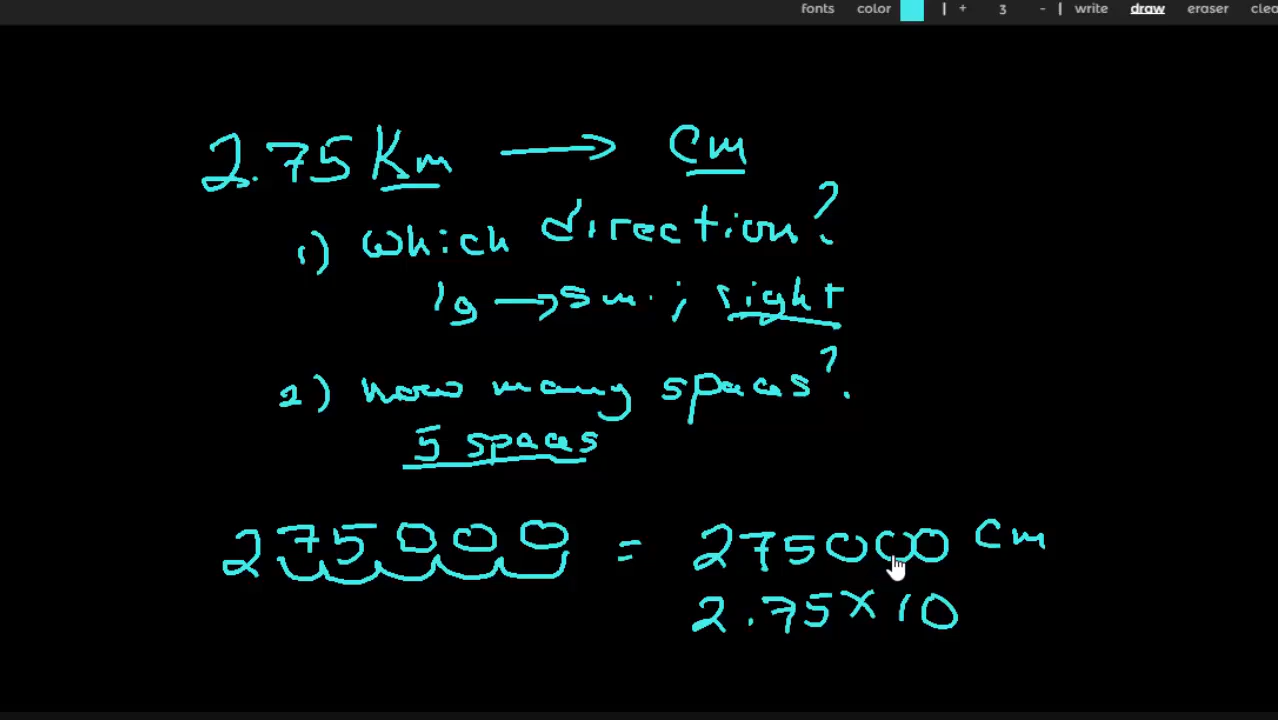 fonts color | + 3 - | write draw eraser clea
2.75 Km → cm
1) which direction?
lg → sm. ; right
2) how many spaces?
5 spaces
275000 = 275000 cm
2.75 × 10